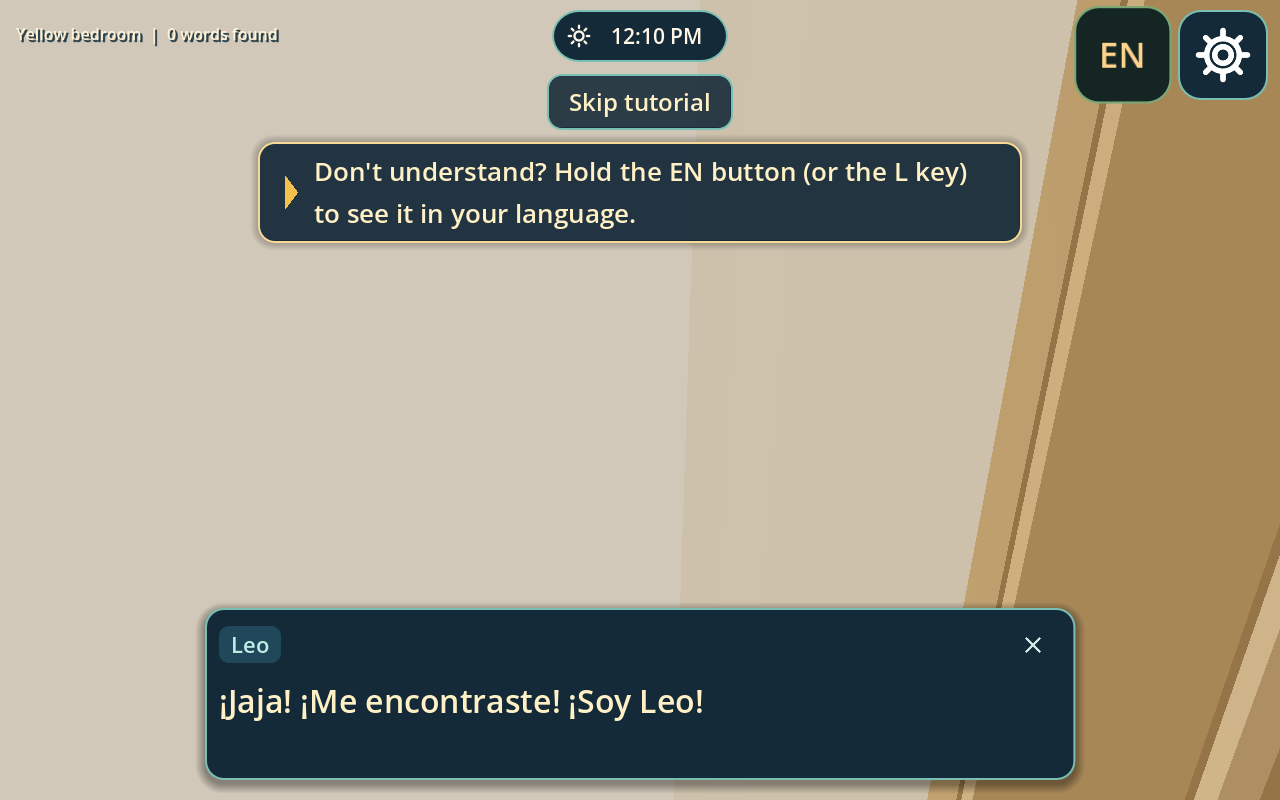 Yellow bedroom | 0 words found
12:10 PM
EN
Skip tutorial
Don't understand? Hold the EN button (or the L key)
to see it in your language.
Leo
¡Jaja! ¡Me encontraste! ¡Soy Leo!